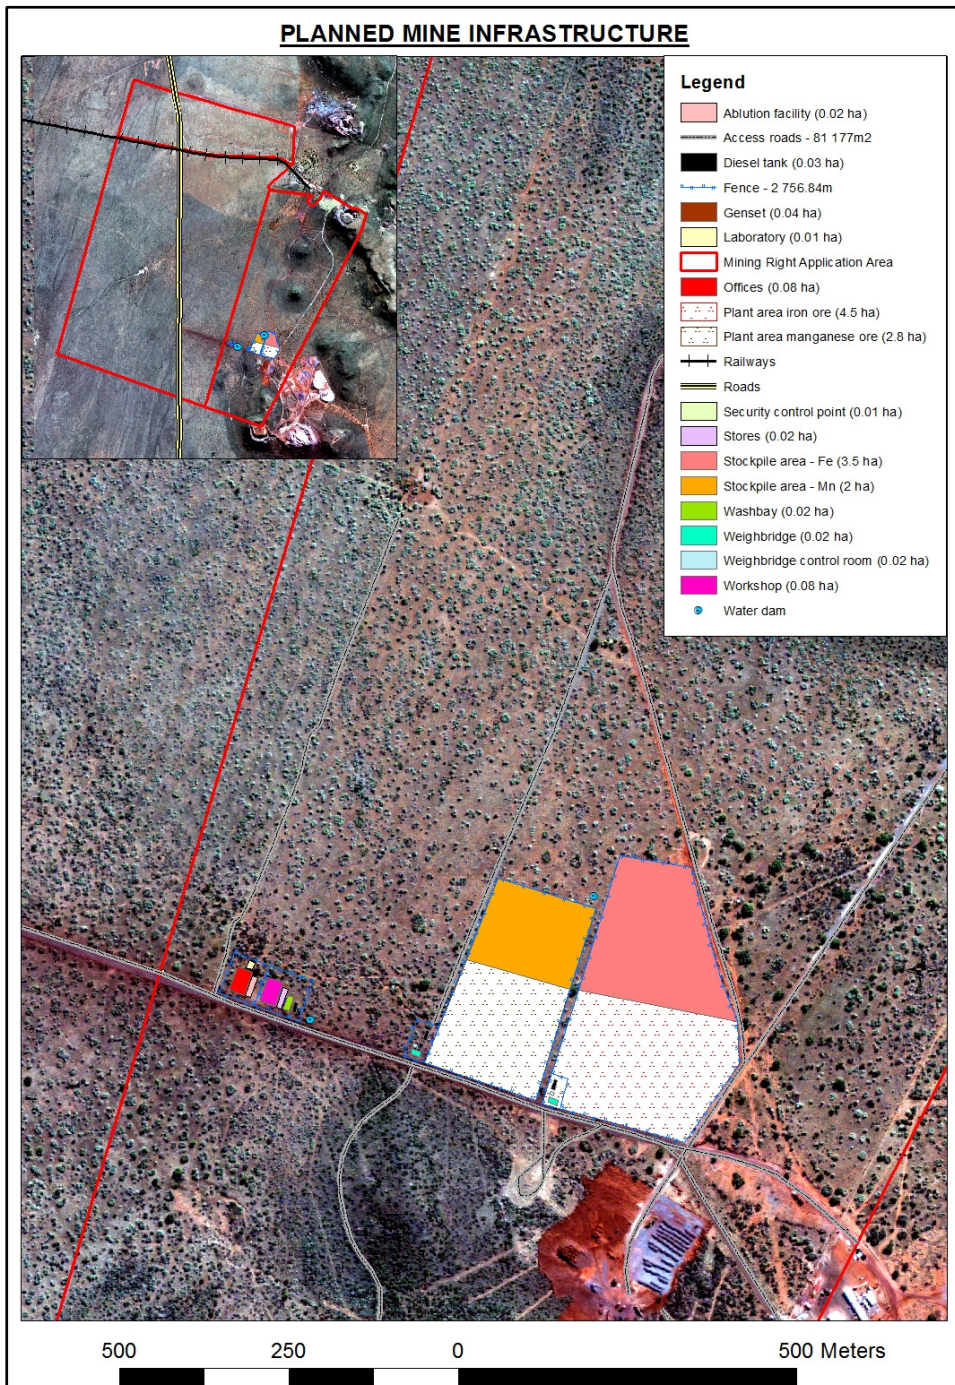 PLANNED MINE INFRASTRUCTURE
Legend
Ablution facility (0.02 ha)
Access roads - 81 177m2
Diesel tank (0.03 ha)
Fence - 2 756.84m
Genset (0.04 ha)
Laboratory (0.01 ha)
Mining Right Application Area
Offices (0.08 ha)
Plant area iron ore (4.5 ha)
Plant area manganese ore (2.8 ha)
Railways
Roads
Security control point (0.01 ha)
Stores (0.02 ha)
Stockpile area - Fe (3.5 ha)
Stockpile area - Mn (2 ha)
Washbay (0.02 ha)
Weighbridge (0.02 ha)
Weighbridge control room (0.02 ha)
Workshop (0.08 ha)
Water dam
500 250 0 500 Meters